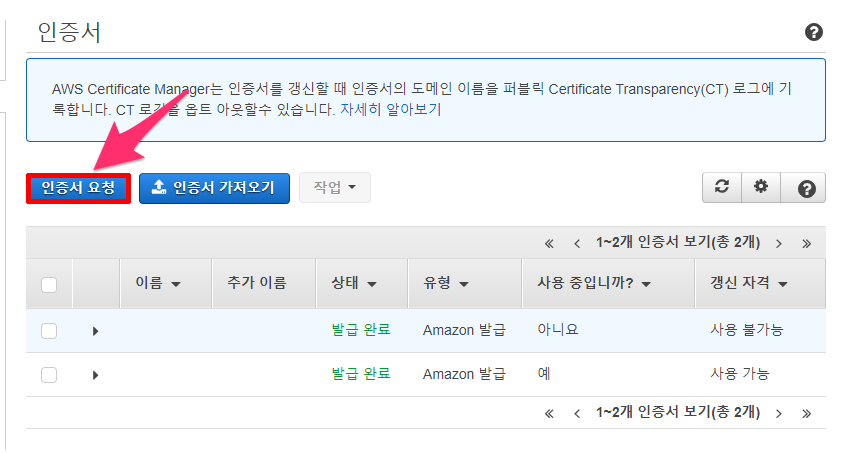 인증서
AWS Certificate Manager는 인증서를 갱신할 때 인증서의 도메인 이름을 퍼블릭 Certificate Transparency(CT) 로그에 기
록합니다. CT 로그를 옵트 아웃할수 있습니다. 자세히 알아보기
인증서 요청 인증서 가져오기 작업
« ‹ 1~2개 인증서 보기(총 2개) › »
이름 추가 이름 상태 유형 사용 중입니까? 갱신 자격
발급 완료 Amazon 발급 아니요 사용 불가능
발급 완료 Amazon 발급 예 사용 가능
« ‹ 1~2개 인증서 보기(총 2개) › »